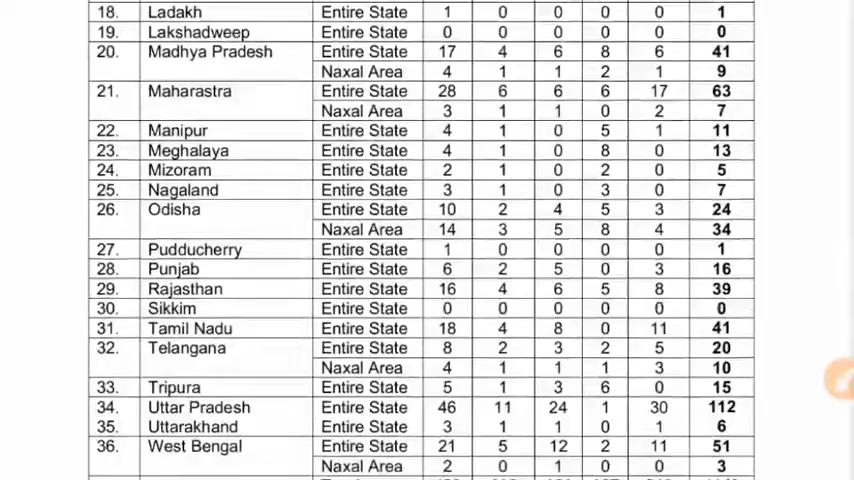 18. Ladakh Entire State 1 0 0 0 0 1
19. Lakshadweep Entire State 0 0 0 0 0 0
20. Madhya Pradesh Entire State 17 4 6 8 6 41
Naxal Area 4 1 1 2 1 9
21. Maharastra Entire State 28 6 6 6 17 63
Naxal Area 3 1 1 0 2 7
22. Manipur Entire State 4 1 0 5 1 11
23. Meghalaya Entire State 4 1 0 8 0 13
24. Mizoram Entire State 2 1 0 2 0 5
25. Nagaland Entire State 3 1 0 3 0 7
26. Odisha Entire State 10 2 4 5 3 24
Naxal Area 14 3 5 8 4 34
27. Pudducherry Entire State 1 0 0 0 0 1
28. Punjab Entire State 6 2 5 0 3 16
29. Rajasthan Entire State 16 4 6 5 8 39
30. Sikkim Entire State 0 0 0 0 0 0
31. Tamil Nadu Entire State 18 4 8 0 11 41
32. Telangana Entire State 8 2 3 2 5 20
Naxal Area 4 1 1 1 3 10
33. Tripura Entire State 5 1 3 6 0 15
34. Uttar Pradesh Entire State 46 11 24 1 30 112
35. Uttarakhand Entire State 3 1 1 0 1 6
36. West Bengal Entire State 21 5 12 2 11 51
Naxal Area 2 0 1 0 0 3